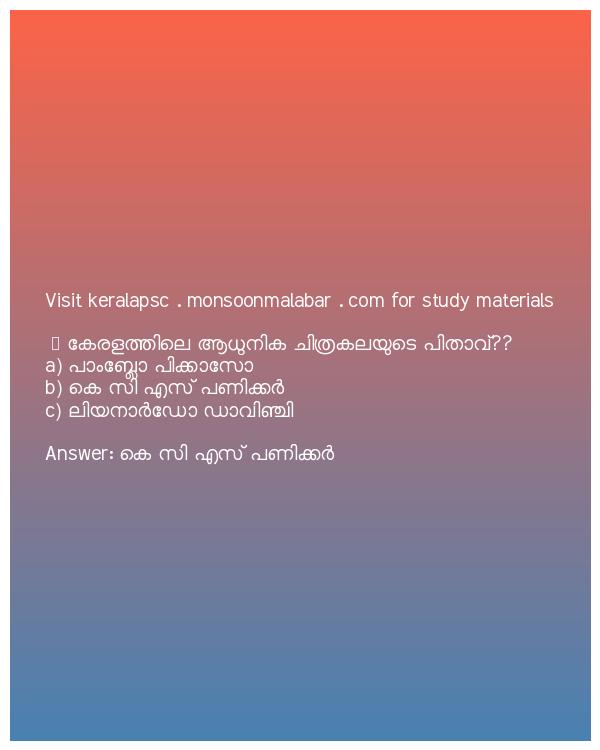 Visit keralapsc . monsoonmalabar . com for study materials
കേരളത്തിലെ ആധുനിക ചിത്രകലയുടെ പിതാവ്??
a) പാംബ്ലോ പിക്കാസോ
b) കെ സി എസ് പണിക്കർ
c) ലിയനാർഡോ ഡാവിഞ്ചി
Answer: കെ സി എസ് പണിക്കർ